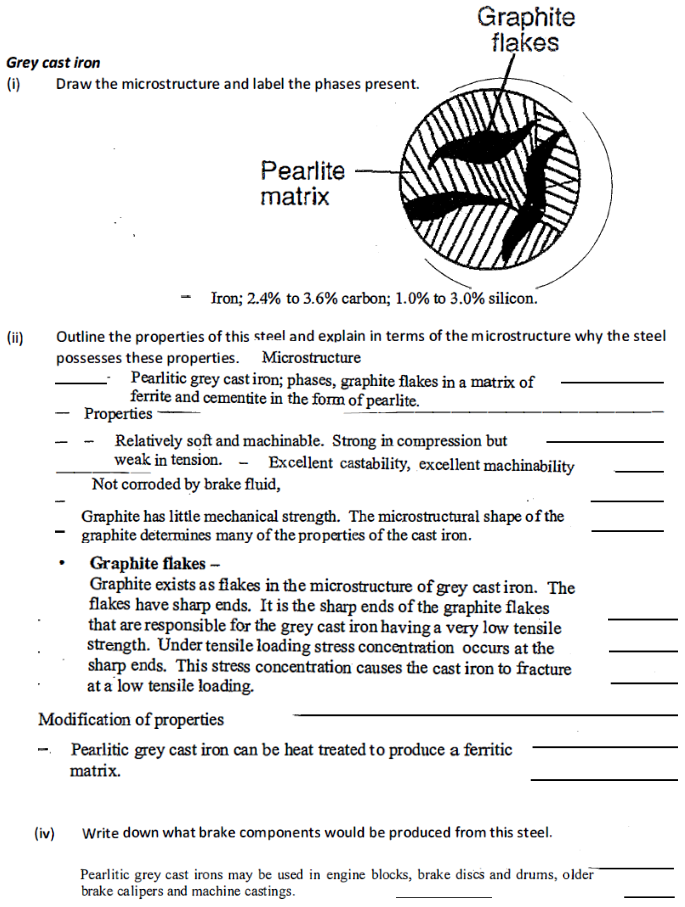 Graphite
flakes
Grey cast iron
(i) Draw the microstructure and label the phases present.
Pearlite
matrix
– Iron; 2.4% to 3.6% carbon; 1.0% to 3.0% silicon.
(ii) Outline the properties of this steel and explain in terms of the microstructure why the steel
possesses these properties. Microstructure
Pearlitic grey cast iron; phases, graphite flakes in a matrix of
ferrite and cementite in the form of pearlite.
– Properties
– – Relatively soft and machinable. Strong in compression but
weak in tension. – Excellent castability, excellent machinability
Not corroded by brake fluid,
Graphite has little mechanical strength. The microstructural shape of the
– graphite determines many of the properties of the cast iron.
• Graphite flakes –
Graphite exists as flakes in the microstructure of grey cast iron. The
flakes have sharp ends. It is the sharp ends of the graphite flakes
that are responsible for the grey cast iron having a very low tensile
strength. Under tensile loading stress concentration occurs at the
sharp ends. This stress concentration causes the cast iron to fracture
at a low tensile loading.
Modification of properties
– Pearlitic grey cast iron can be heat treated to produce a ferritic
matrix.
(iv) Write down what brake components would be produced from this steel.
Pearlitic grey cast irons may be used in engine blocks, brake discs and drums, older
brake calipers and machine castings.